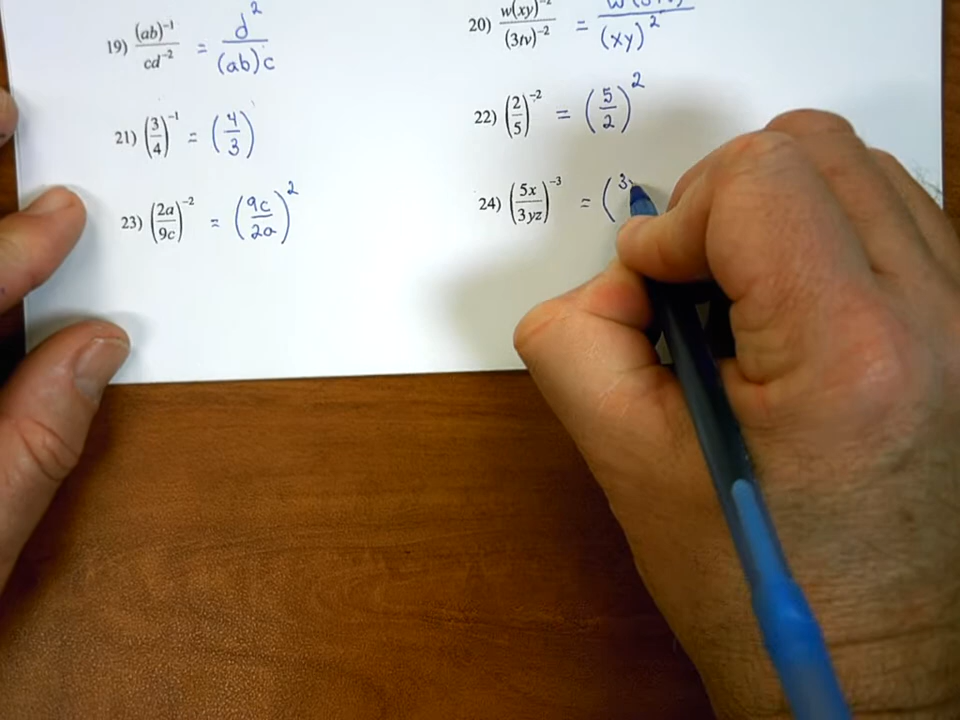 19) (ab)⁻¹ / cd⁻² = d² / (ab)c
20) w(xy)⁻² / (3tv)⁻² = / (xy)²
21) (3/4)⁻¹ = (4/3)
22) (2/5)⁻² = (5/2)²
23) (2a/9c)⁻² = (9c/2a)²
24) (5x/3yz)⁻³ = (3